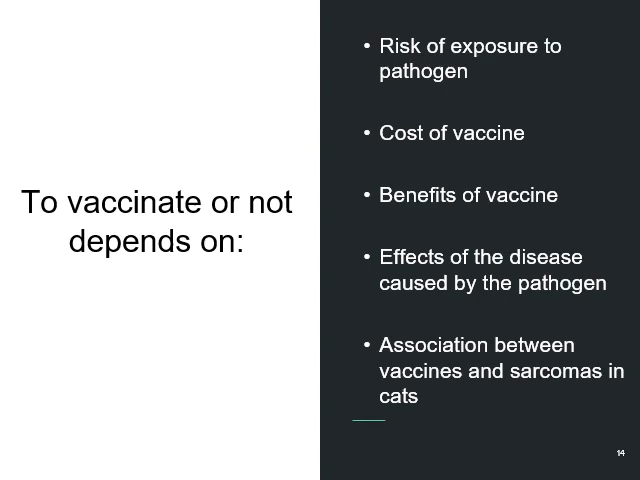 To vaccinate or not
depends on:
• Risk of exposure to
pathogen
• Cost of vaccine
• Benefits of vaccine
• Effects of the disease
caused by the pathogen
• Association between
vaccines and sarcomas in
cats
14